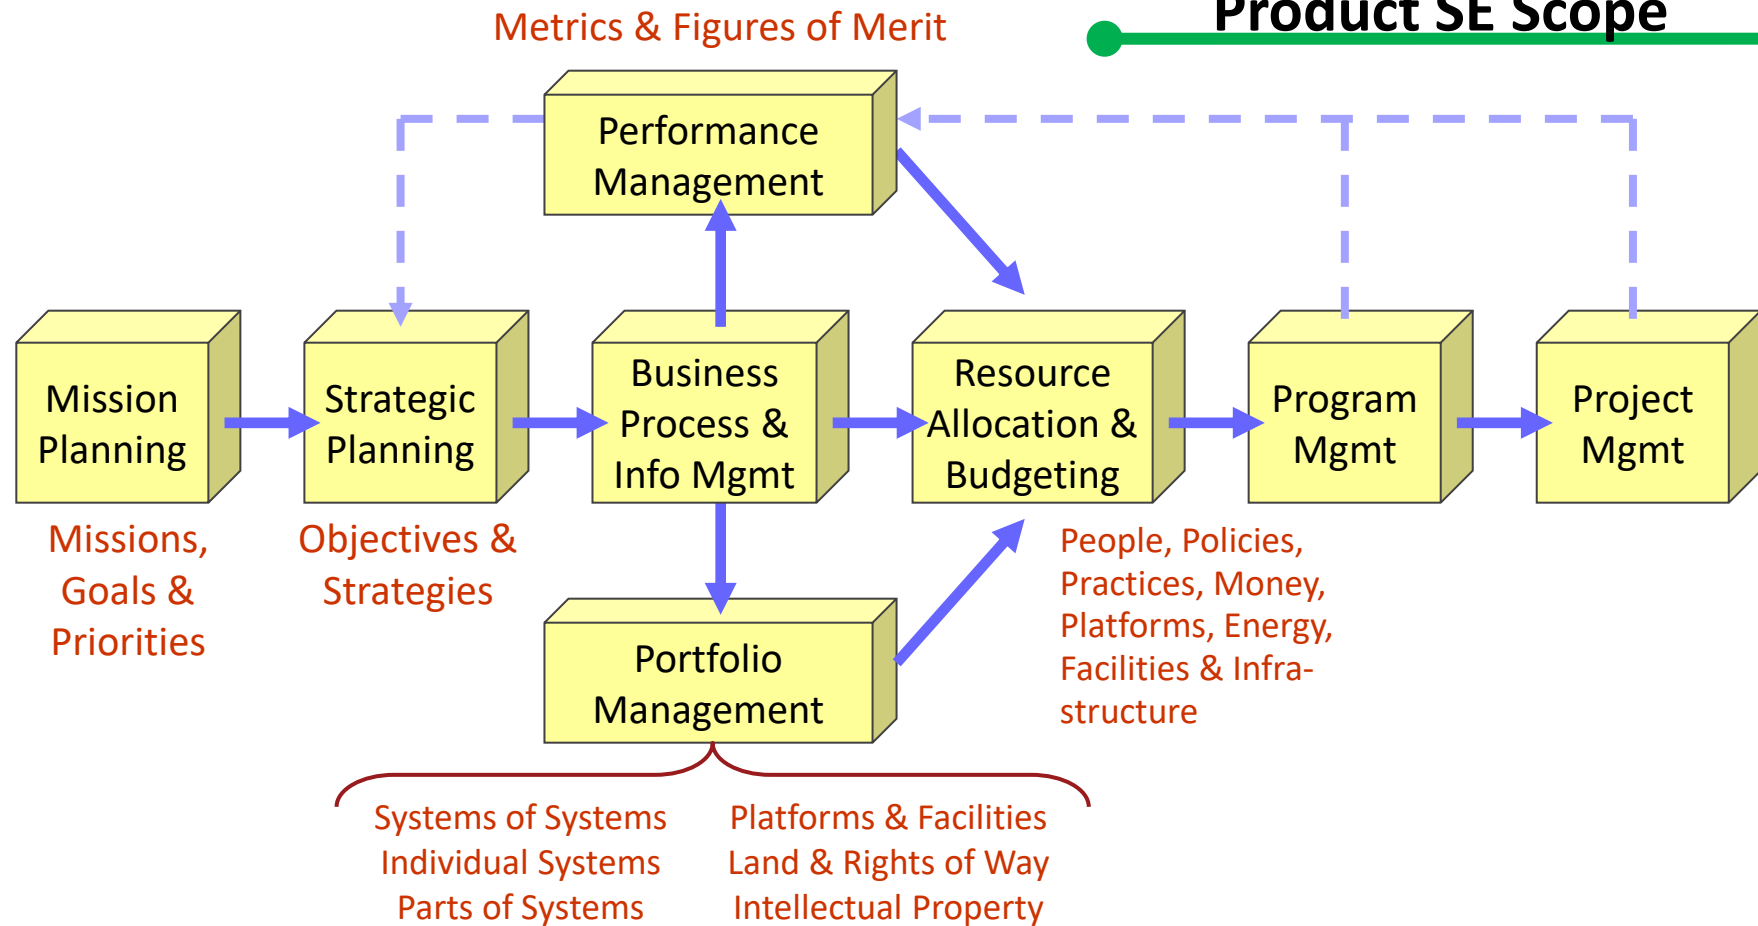 Product SE Scope
Metrics & Figures of Merit
Performance
Management
Mission
Planning
Strategic
Planning
Business
Process &
Info Mgmt
Resource
Allocation &
Budgeting
Program
Mgmt
Project
Mgmt
Missions,
Goals &
Priorities
Objectives &
Strategies
People, Policies,
Practices, Money,
Platforms, Energy,
Facilities & Infra-
structure
Portfolio
Management
Systems of Systems
Individual Systems
Parts of Systems
Platforms & Facilities
Land & Rights of Way
Intellectual Property